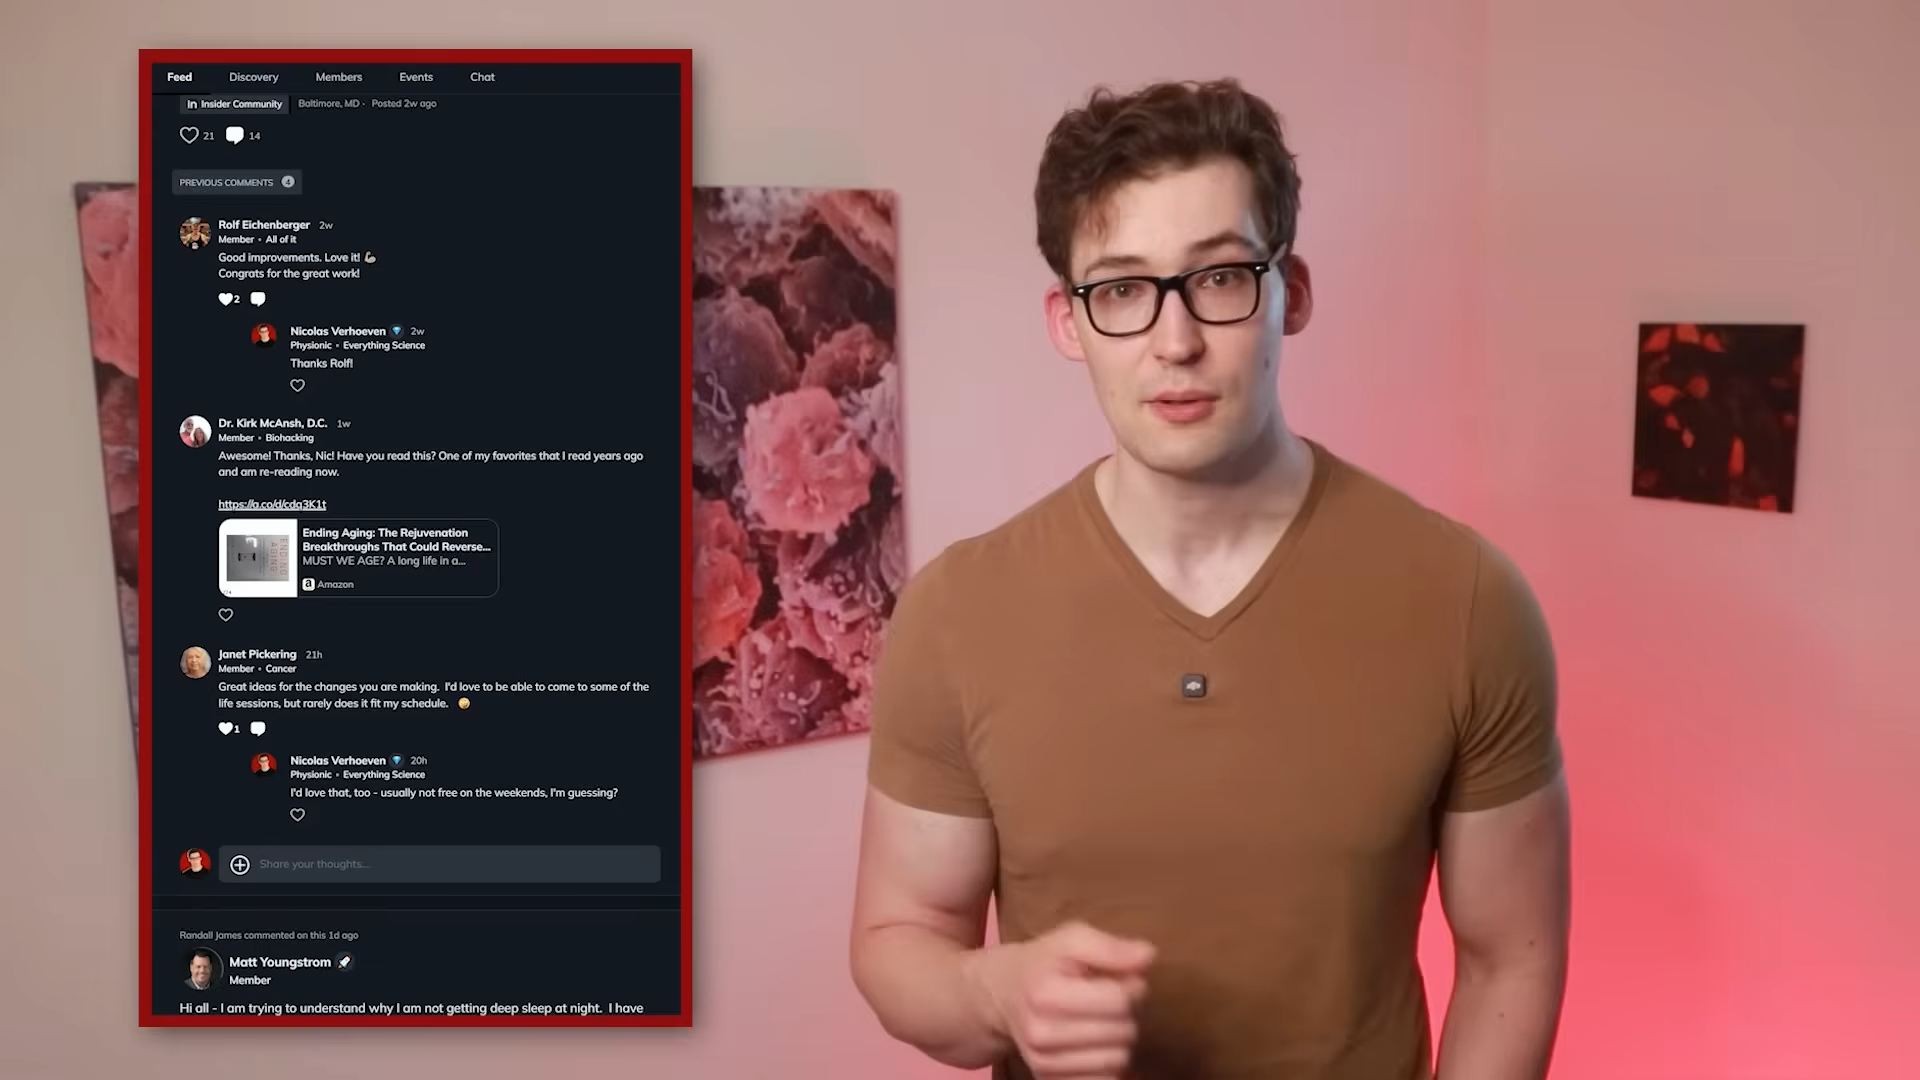 Feed Discovery Members Events Chat
In Insider Community Baltimore, MD · Posted 2w ago
21 14
PREVIOUS COMMENTS 4
Rolf Eichenberger 2w
Member • All of it
Good improvements. Love it! 💪🏼
Congrats for the great work!
2
Nicolas Verhoeven 2w
Physionic • Everything Science
Thanks Rolf!
Dr. Kirk McAnsh, D.C. 1w
Member • Biohacking
Awesome! Thanks, Nic! Have you read this? One of my favorites that I read years ago
and am re-reading now.
https://a.co/d/cdq3K1t
ENDING
AGING
Ending Aging: The Rejuvenation
Breakthroughs That Could Reverse...
MUST WE AGE? A long life in a...
a Amazon
Janet Pickering 21h
Member • Cancer
Great ideas for the changes you are making. I'd love to be able to come to some of the
life sessions, but rarely does it fit my schedule.
1
Nicolas Verhoeven 20h
Physionic • Everything Science
I'd love that, too - usually not free on the weekends, I'm guessing?
Share your thoughts...
Randall James commented on this 1d ago
Matt Youngstrom 🚀
Member
Hi all - I am trying to understand why I am not getting deep sleep at night. I have